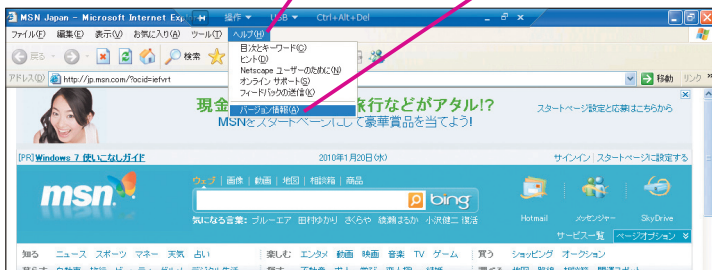 MSN Japan - Microsoft Internet Exp
操作 USB Ctrl+Alt+Del
ファイル(F) 編集(E) 表示(V) お気に入り(A) ツール(T) ヘルプ(H)
目次とキーワード(C)
ヒント(D)
Netscape ユーザーのために(N)
オンライン サポート(S)
フィードバックの送信(K)
バージョン情報(A)
戻る
検索
アドレス(D) http://jp.msn.com/?ocid=iefvrt
移動 リンク
現金
旅行などがアタル!?
MSNをスタートページにして豪華賞品を当てよう!
スタートページ設定と応募はこちらから
[PR]Windows 7 使いこなしガイド
2010年1月20日(水)
サインイン | スタートページに設定する
msn
ウェブ | 画像 | 動画 | 地図 | 相談箱 | 商品
bing
気になる言葉: ブルーエア 田村ゆかり さくらや 綾瀬はるか 小沢健二 復活
Hotmail メッセンジャー SkyDrive
サービス一覧 ページオプション
知る ニュース スポーツ マネー 天気 占い
楽しむ エンタメ 動画 映画 音楽 TV ゲーム
買う ショッピング オークション